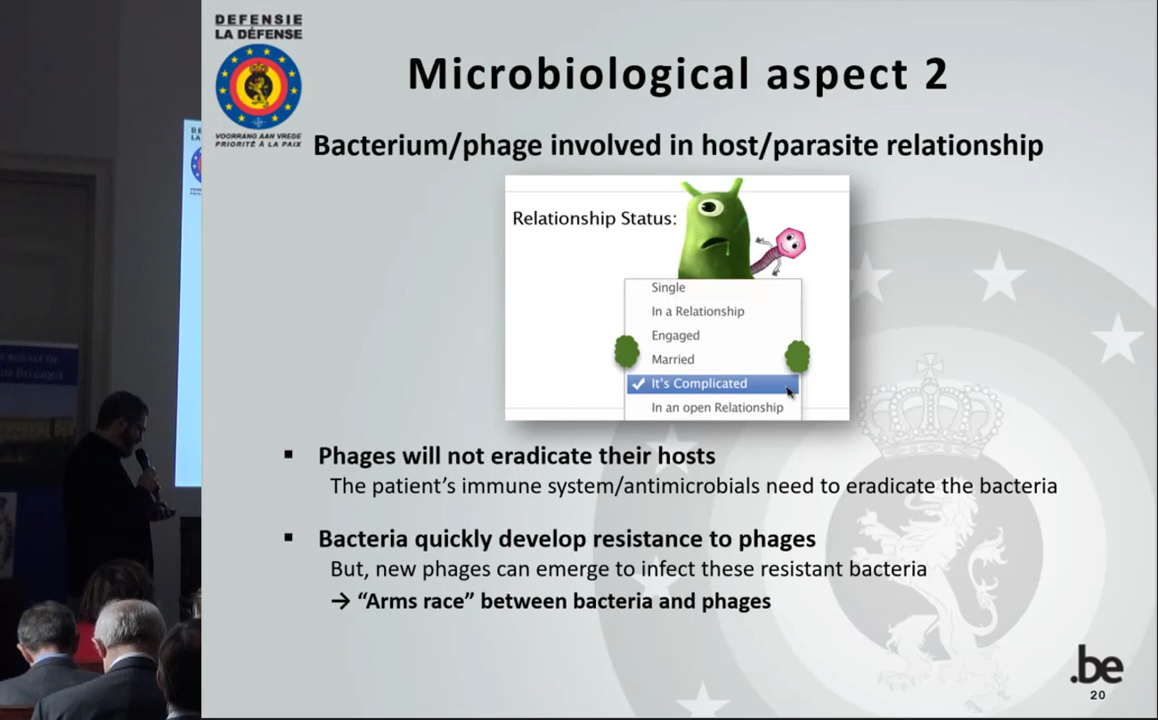 DEFENSIE
LA DÉFENSE
VOORRANG AAN VREDE
PRIORITÉ À LA PAIX
Microbiological aspect 2
Bacterium/phage involved in host/parasite relationship
Relationship Status:
Single
In a Relationship
Engaged
Married
It's Complicated
In an open Relationship
▪ Phages will not eradicate their hosts
The patient's immune system/antimicrobials need to eradicate the bacteria
▪ Bacteria quickly develop resistance to phages
But, new phages can emerge to infect these resistant bacteria
→ “Arms race” between bacteria and phages
.be
20